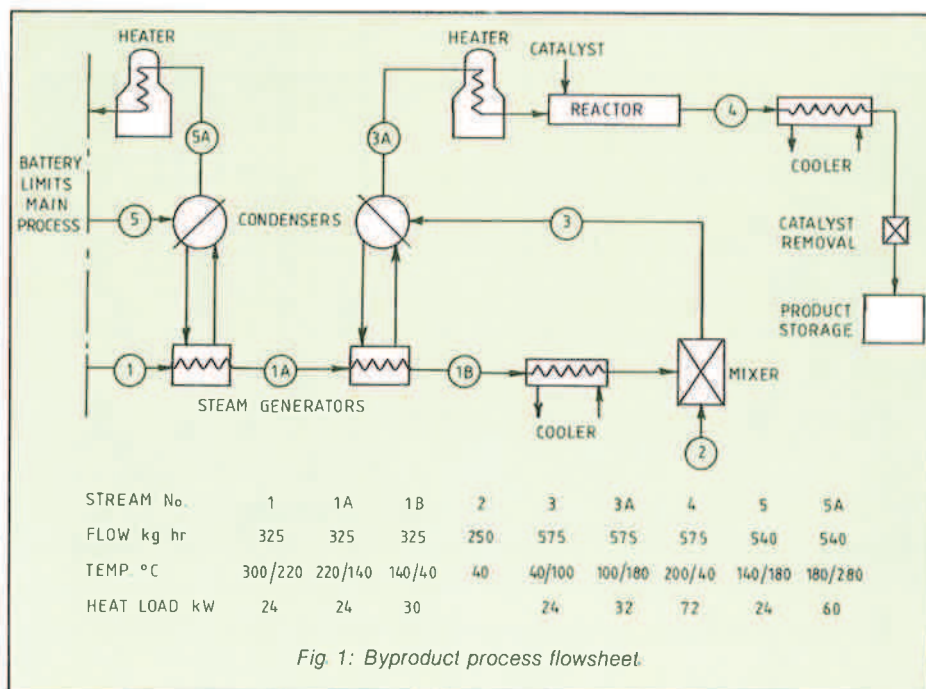 HEATER
HEATER
CATALYST
REACTOR
4
COOLER
5A
3A
BATTERY
LIMITS
MAIN
PROCESS
5
CONDENSERS
3
CATALYST
REMOVAL
PRODUCT
STORAGE
1
1A
1B
MIXER
STEAM GENERATORS
COOLER
2
STREAM No. 1 1A 1B 2 3 3A 4 5 5A
FLOW kg hr 325 325 325 250 575 575 575 540 540
TEMP. °C 300/220 220/140 140/40 40 40/100 100/180 200/40 140/180 180/280
HEAT LOAD kW 24 24 30 24 32 72 24 60
Fig. 1: Byproduct process flowsheet.